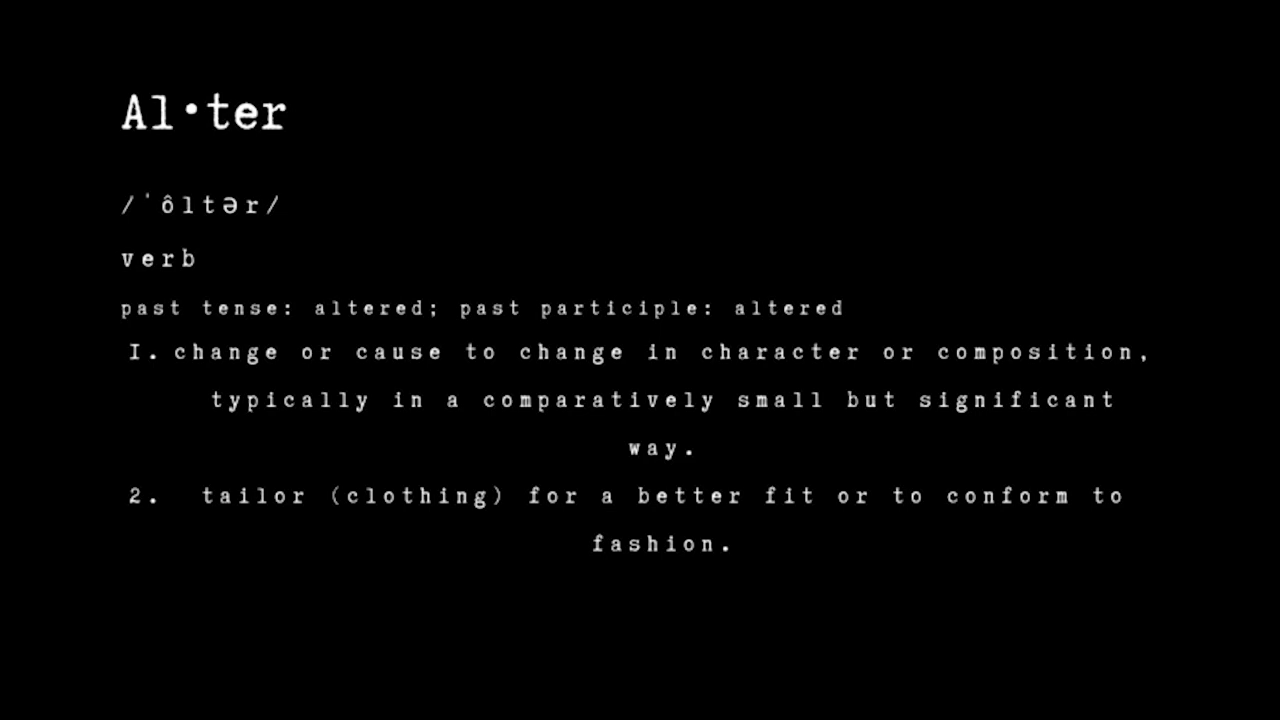 Al•ter
/ˈôltər/
verb
past tense: altered; past participle: altered
1. change or cause to change in character or composition,
typically in a comparatively small but significant
way.
2. tailor (clothing) for a better fit or to conform to
fashion.